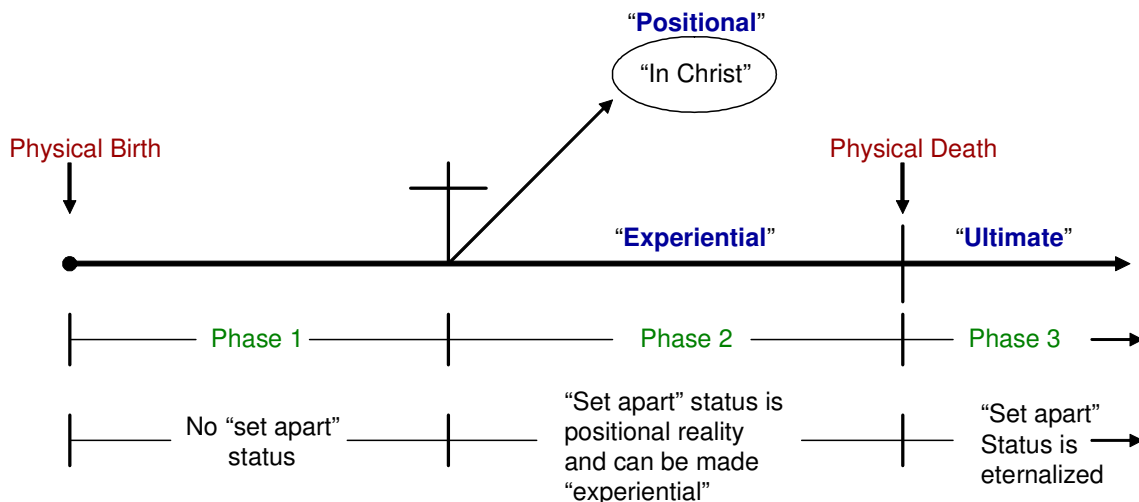 “Positional”
“In Christ”
Physical Birth
Physical Death
“Experiential”
“Ultimate”
Phase 1
Phase 2
Phase 3
No “set apart”
status
“Set apart” status is
positional reality
and can be made
“experiential”
“Set apart”
Status is
eternalized